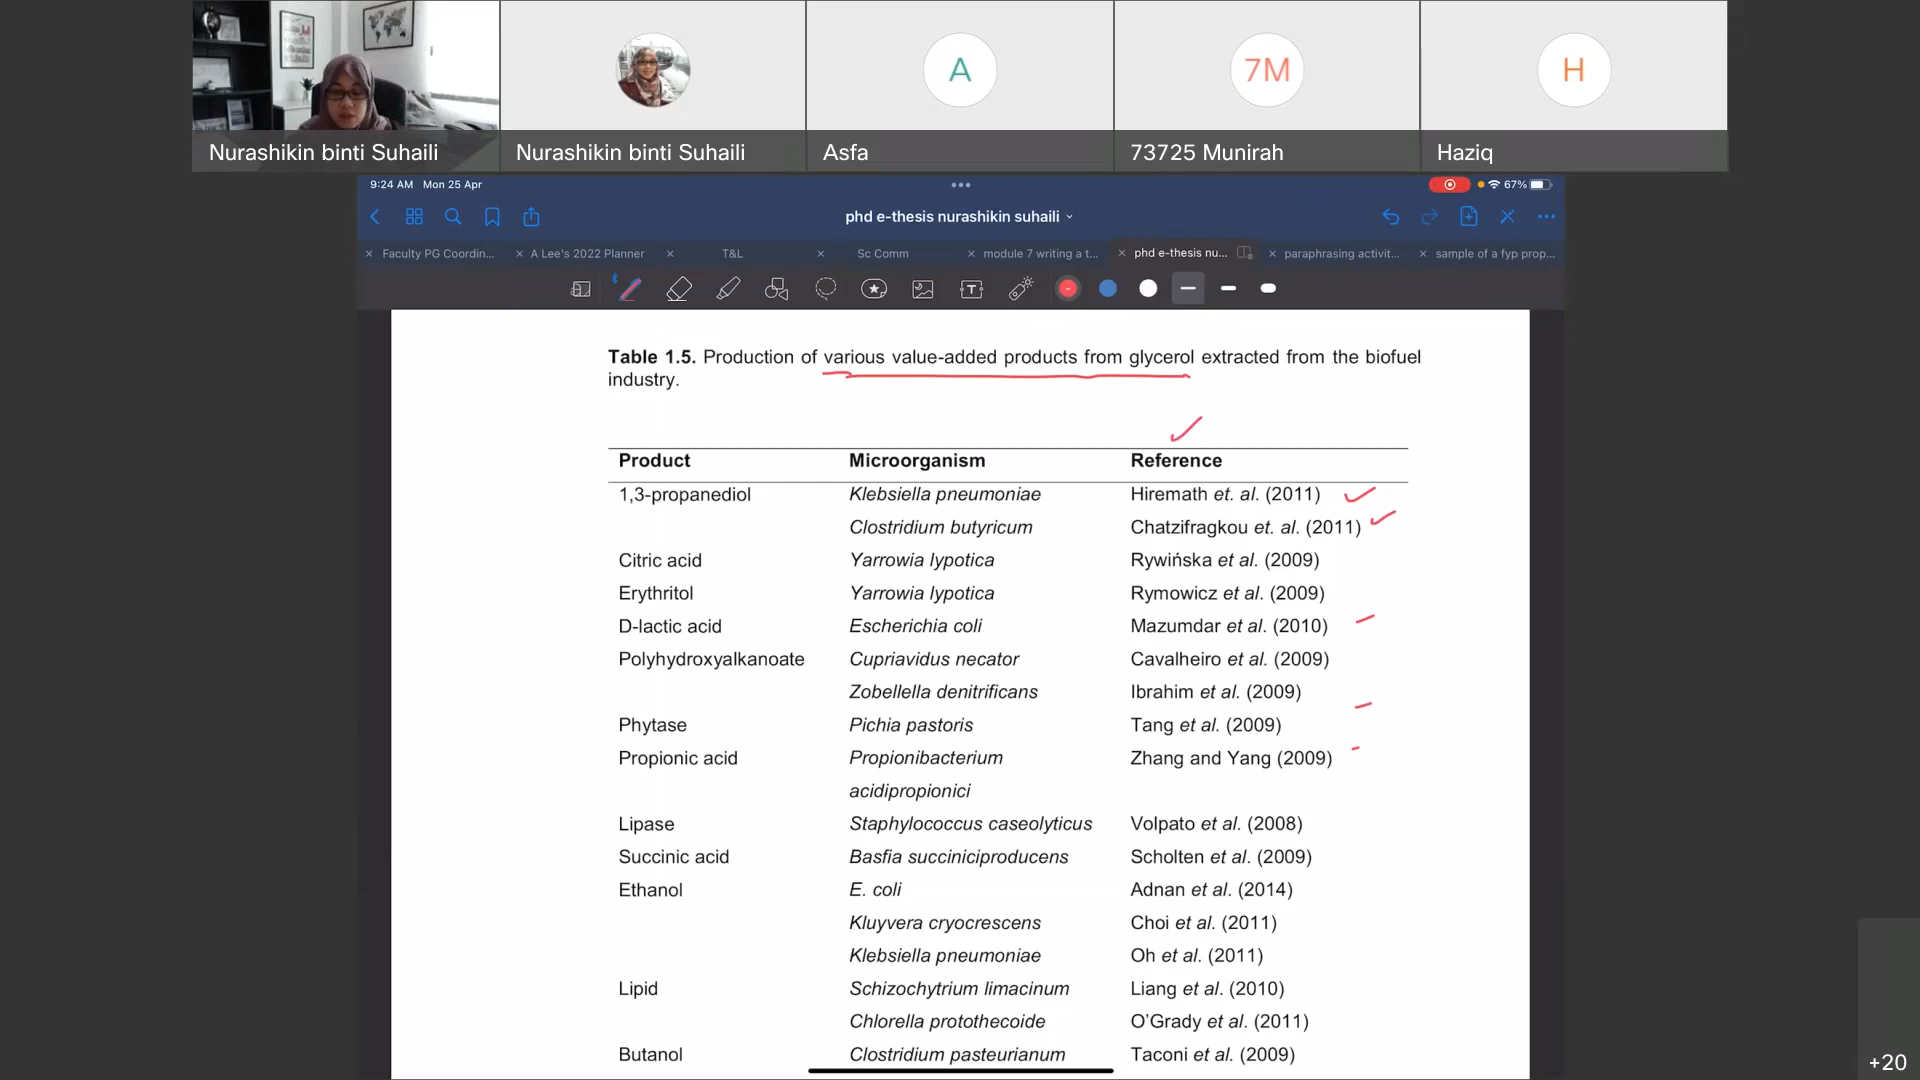 A
7M
H
Nurashikin binti Suhaili
Nurashikin binti Suhaili
Asfa
73725 Munirah
Haziq
9:24 AM Mon 25 Apr
67%
phd e-thesis nurashikin suhaili
Faculty PG Coordin...
A Lee's 2022 Planner
T&L
Sc Comm
module 7 writing a t...
phd e-thesis nu...
paraphrasing activit...
sample of a fyp prop...
Table 1.5. Production of various value-added products from glycerol extracted from the biofuel
industry.
Product Microorganism Reference
1,3-propanediol Klebsiella pneumoniae Hiremath et. al. (2011)
Clostridium butyricum Chatzifragkou et. al. (2011)
Citric acid Yarrowia lypotica Rywińska et al. (2009)
Erythritol Yarrowia lypotica Rymowicz et al. (2009)
D-lactic acid Escherichia coli Mazumdar et al. (2010)
Polyhydroxyalkanoate Cupriavidus necator Cavalheiro et al. (2009)
Zobellella denitrificans Ibrahim et al. (2009)
Phytase Pichia pastoris Tang et al. (2009)
Propionic acid Propionibacterium Zhang and Yang (2009)
acidipropionici
Lipase Staphylococcus caseolyticus Volpato et al. (2008)
Succinic acid Basfia succiniciproducens Scholten et al. (2009)
Ethanol E. coli Adnan et al. (2014)
Kluyvera cryocrescens Choi et al. (2011)
Klebsiella pneumoniae Oh et al. (2011)
Lipid Schizochytrium limacinum Liang et al. (2010)
Chlorella protothecoide O'Grady et al. (2011)
Butanol Clostridium pasteurianum Taconi et al. (2009)
+20